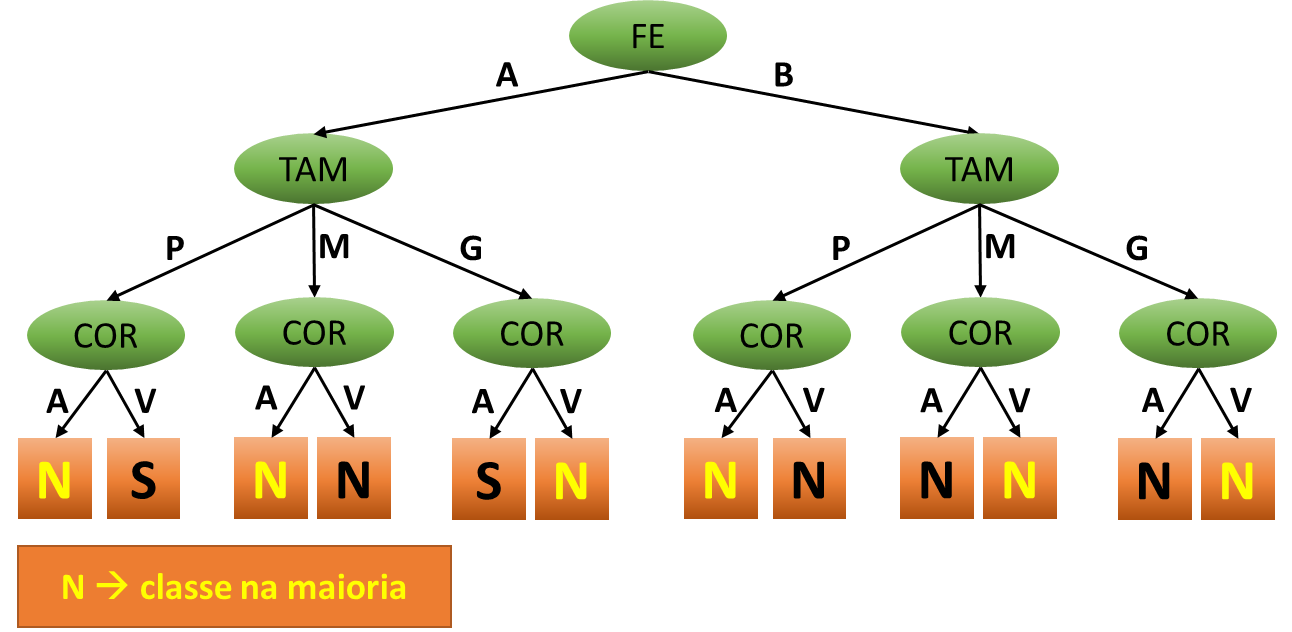 FE
A B
TAM TAM
P M G P M G
COR COR COR COR COR COR
A V A V A V A V A V A V
N S N N S N N N N N N N
N → classe na maioria